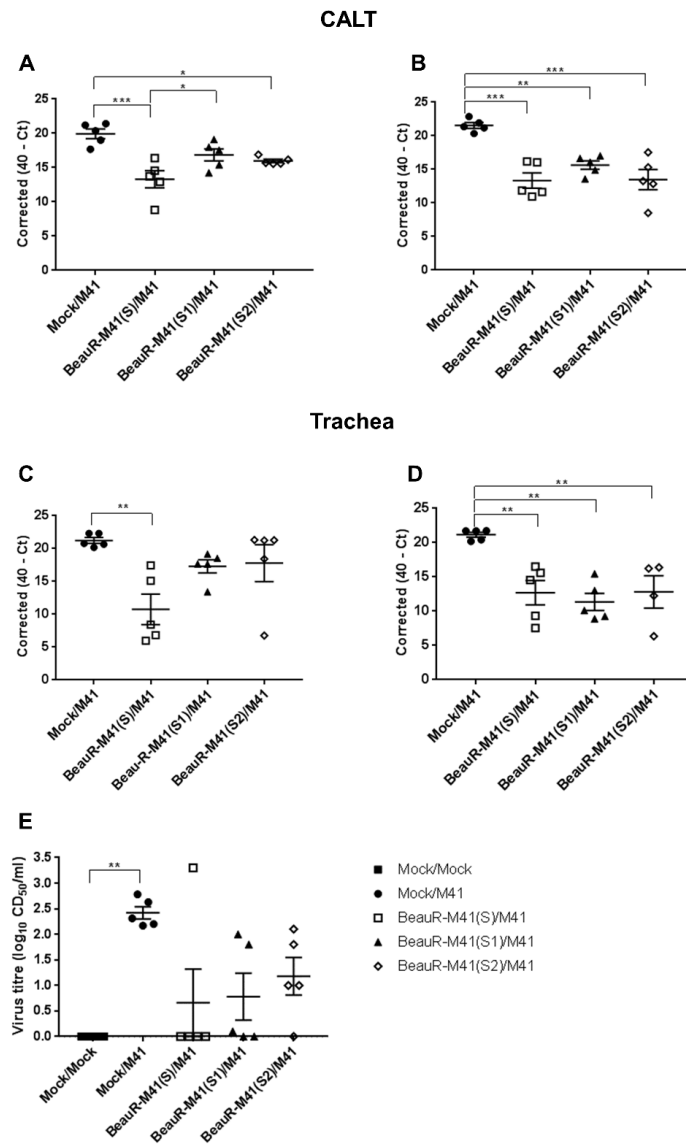 CALT
A
B
*
***
*
***
**
***
Corrected (40 - Ct)
25
20
15
10
5
0
Mock/M41
BeauR-M41(S)/M41
BeauR-M41(S1)/M41
BeauR-M41(S2)/M41
Corrected (40 - Ct)
25
20
15
10
5
0
Mock/M41
BeauR-M41(S)/M41
BeauR-M41(S1)/M41
BeauR-M41(S2)/M41
Trachea
C
D
**
**
**
**
Corrected (40 - Ct)
25
20
15
10
5
0
Mock/M41
BeauR-M41(S)/M41
Beau-R-M41(S1)/M41
BeauR-M41(S2)/M41
Corrected (40 - Ct)
25
20
15
10
5
0
Mock/M41
BeauR-M41(S)/M41
BeauR-M41(S1)/M41
BeauR-M41(S2)/M41
E
**
Virus titre (log10 CD50/ml)
3.5
3.0
2.5
2.0
1.5
1.0
0.5
0.0
Mock/Mock
Mock/M41
BeauR-M41(S)/M41
BeauR-M41(S1)/M41
BeauR-M41(S2)/M41
Mock/Mock
Mock/M41
BeauR-M41(S)/M41
BeauR-M41(S1)/M41
BeauR-M41(S2)/M41